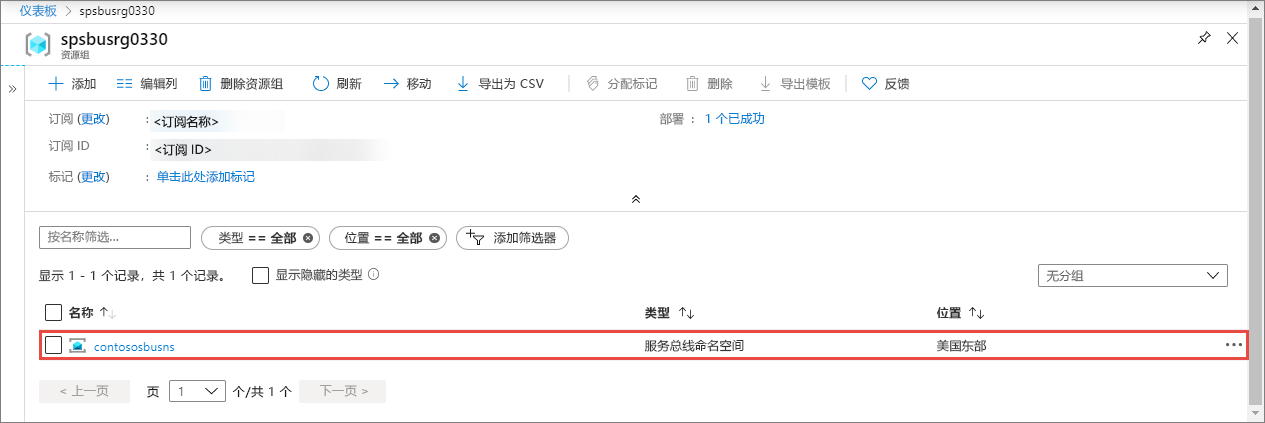 仪表板 > spsbusrg0330
spsbusrg0330
资源组
添加 编辑列 删除资源组 刷新 移动 导出为 CSV 分配标记 删除 导出模板 反馈
订阅 (更改) : <订阅名称> 部署 : 1 个已成功
订阅 ID : <订阅 ID>
标记 (更改) : 单击此处添加标记
按名称筛选... 类型 == 全部 位置 == 全部 添加筛选器
显示 1 - 1 个记录，共 1 个记录。 显示隐藏的类型 无分组
名称 类型 位置
contososbusns 服务总线命名空间 美国东部 ...
< 上一页 页 1 个/共 1 个 下一页 >